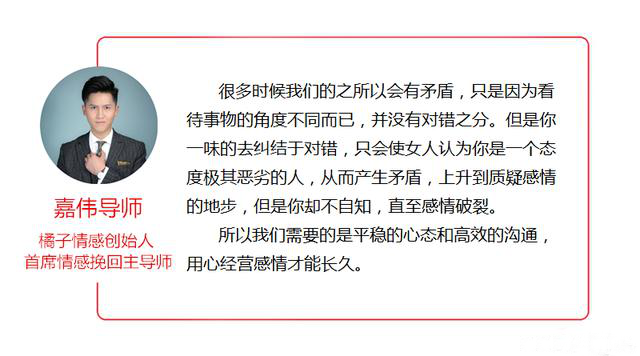 很多时候我们的之所以会有矛盾，只是因为看
待事物的角度不同而已，并没有对错之分。但是你
一味的去纠结于对错，只会使女人认为你是一个态
度极其恶劣的人，从而产生矛盾，上升到质疑感情
的地步，但是你却不自知，直至感情破裂。
所以我们需要的是平稳的心态和高效的沟通，
用心经营感情才能长久。
嘉伟导师
橘子情感创始人
首席情感挽回主导师